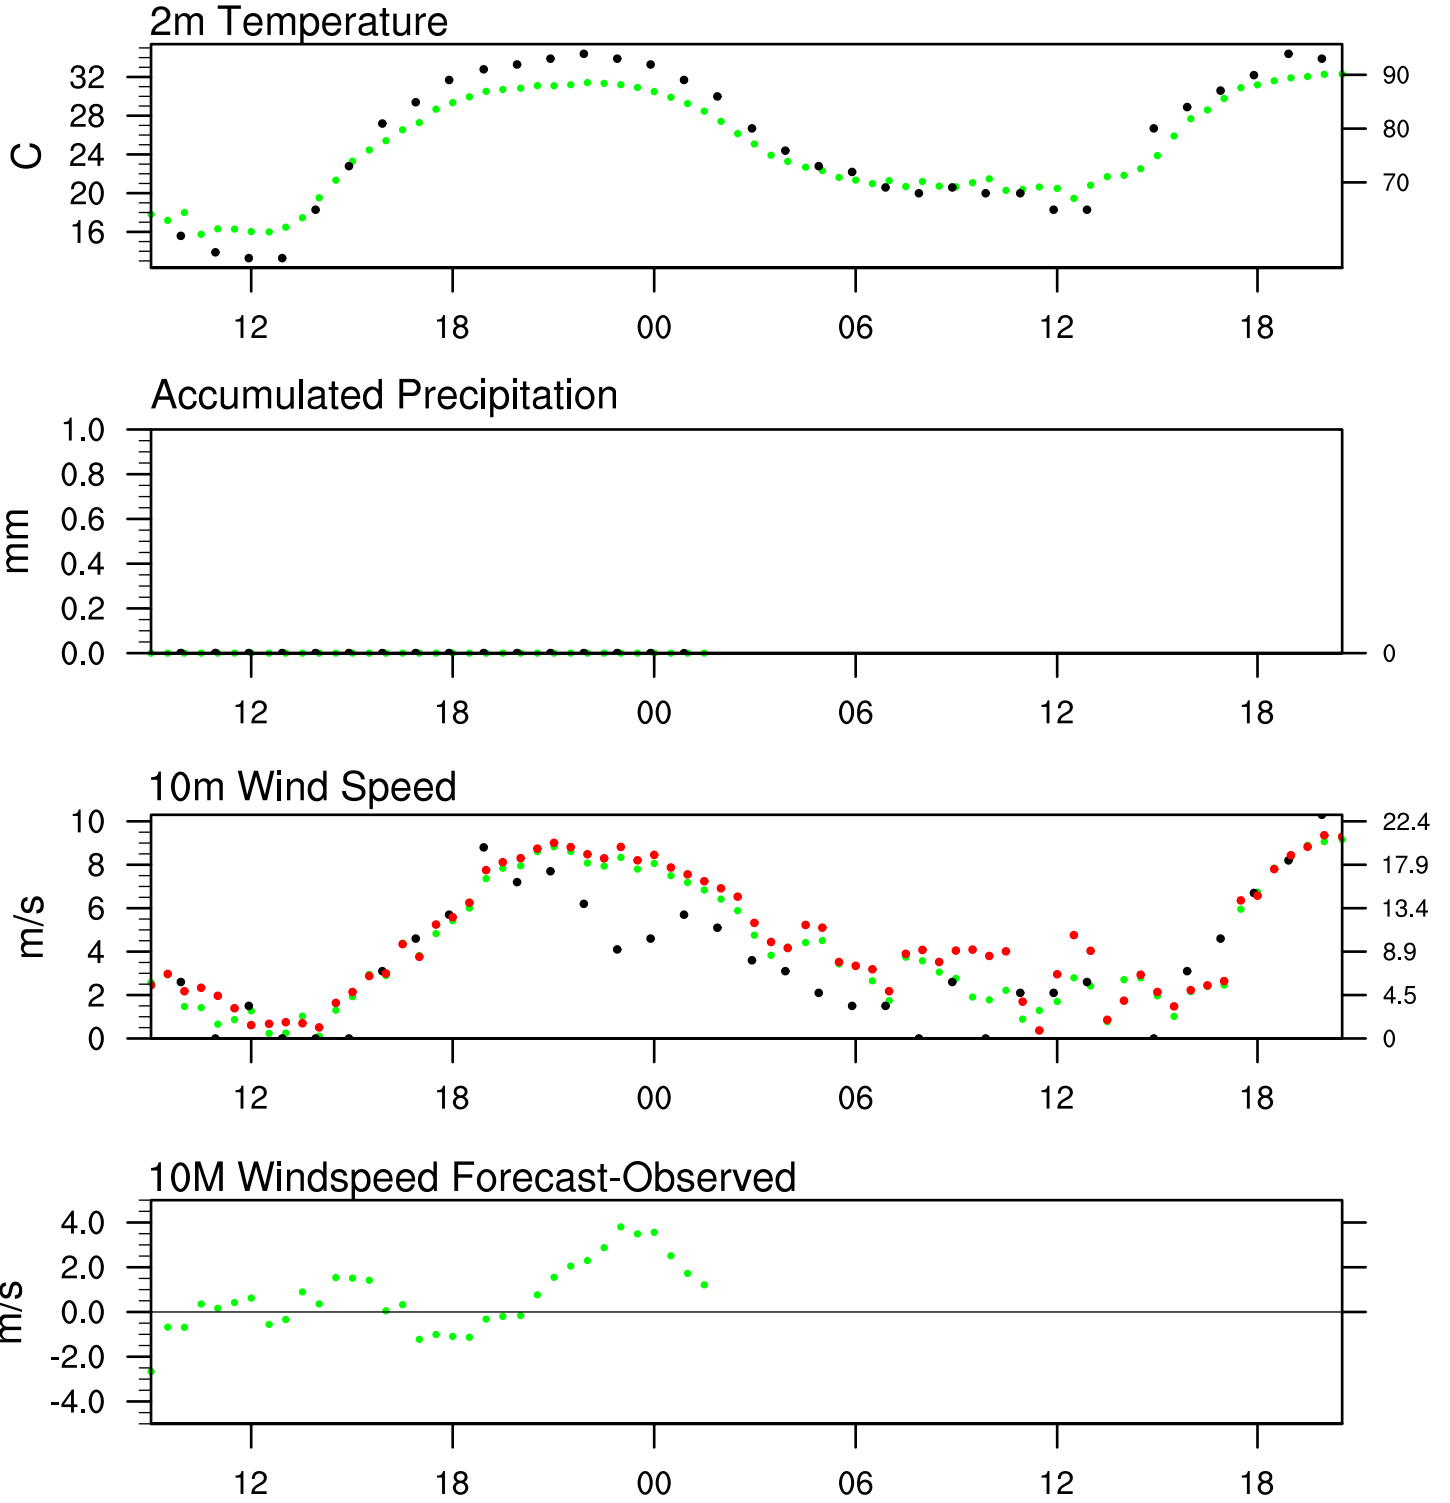 2m Temperature
32
28
24
20
16
C
90
80
70
12 18 00 06 12 18
Accumulated Precipitation
1.0
0.8
0.6
0.4
0.2
0.0
mm
0
12 18 00 06 12 18
10m Wind Speed
10
8
6
4
2
0
m/s
22.4
17.9
13.4
8.9
4.5
0
12 18 00 06 12 18
10M Windspeed Forecast-Observed
4.0
2.0
0.0
-2.0
-4.0
m/s
12 18 00 06 12 18